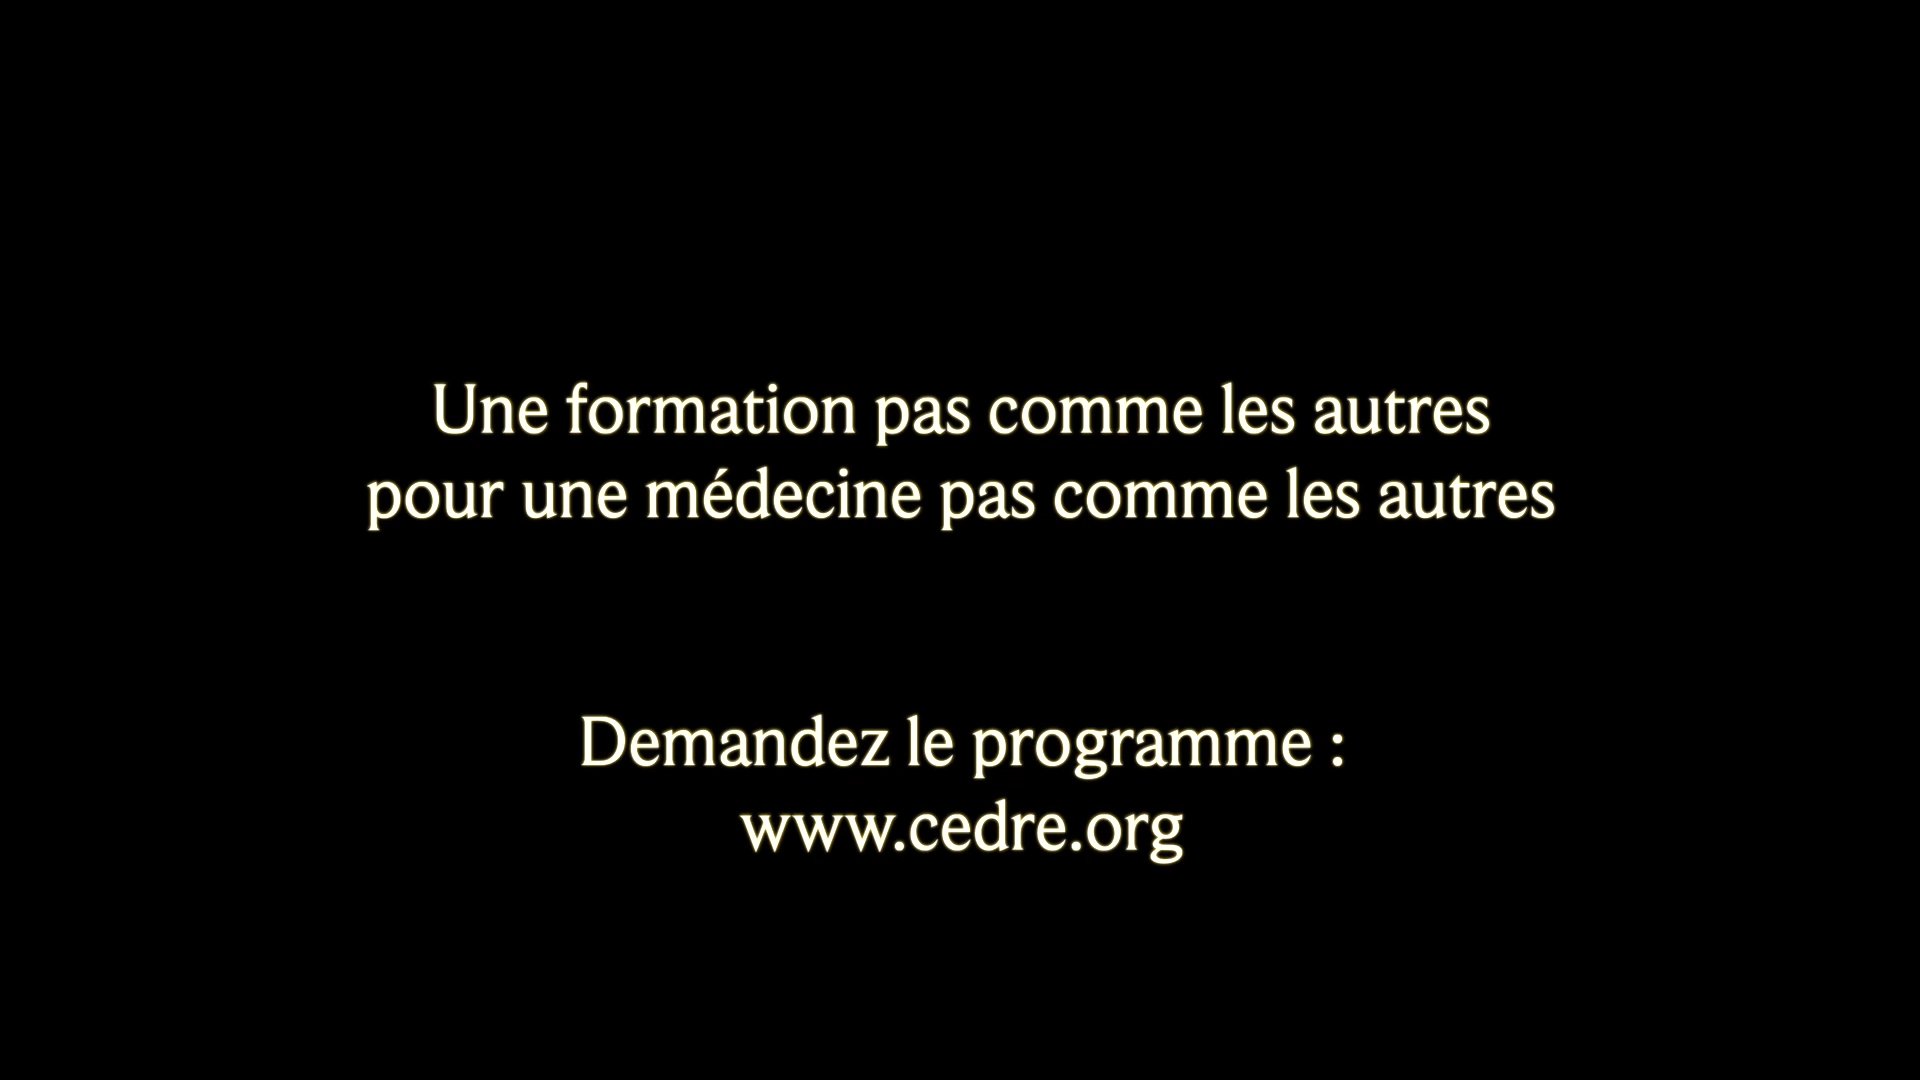 Une formation pas comme les autres
pour une médecine pas comme les autres
Demandez le programme :
www.cedre.org